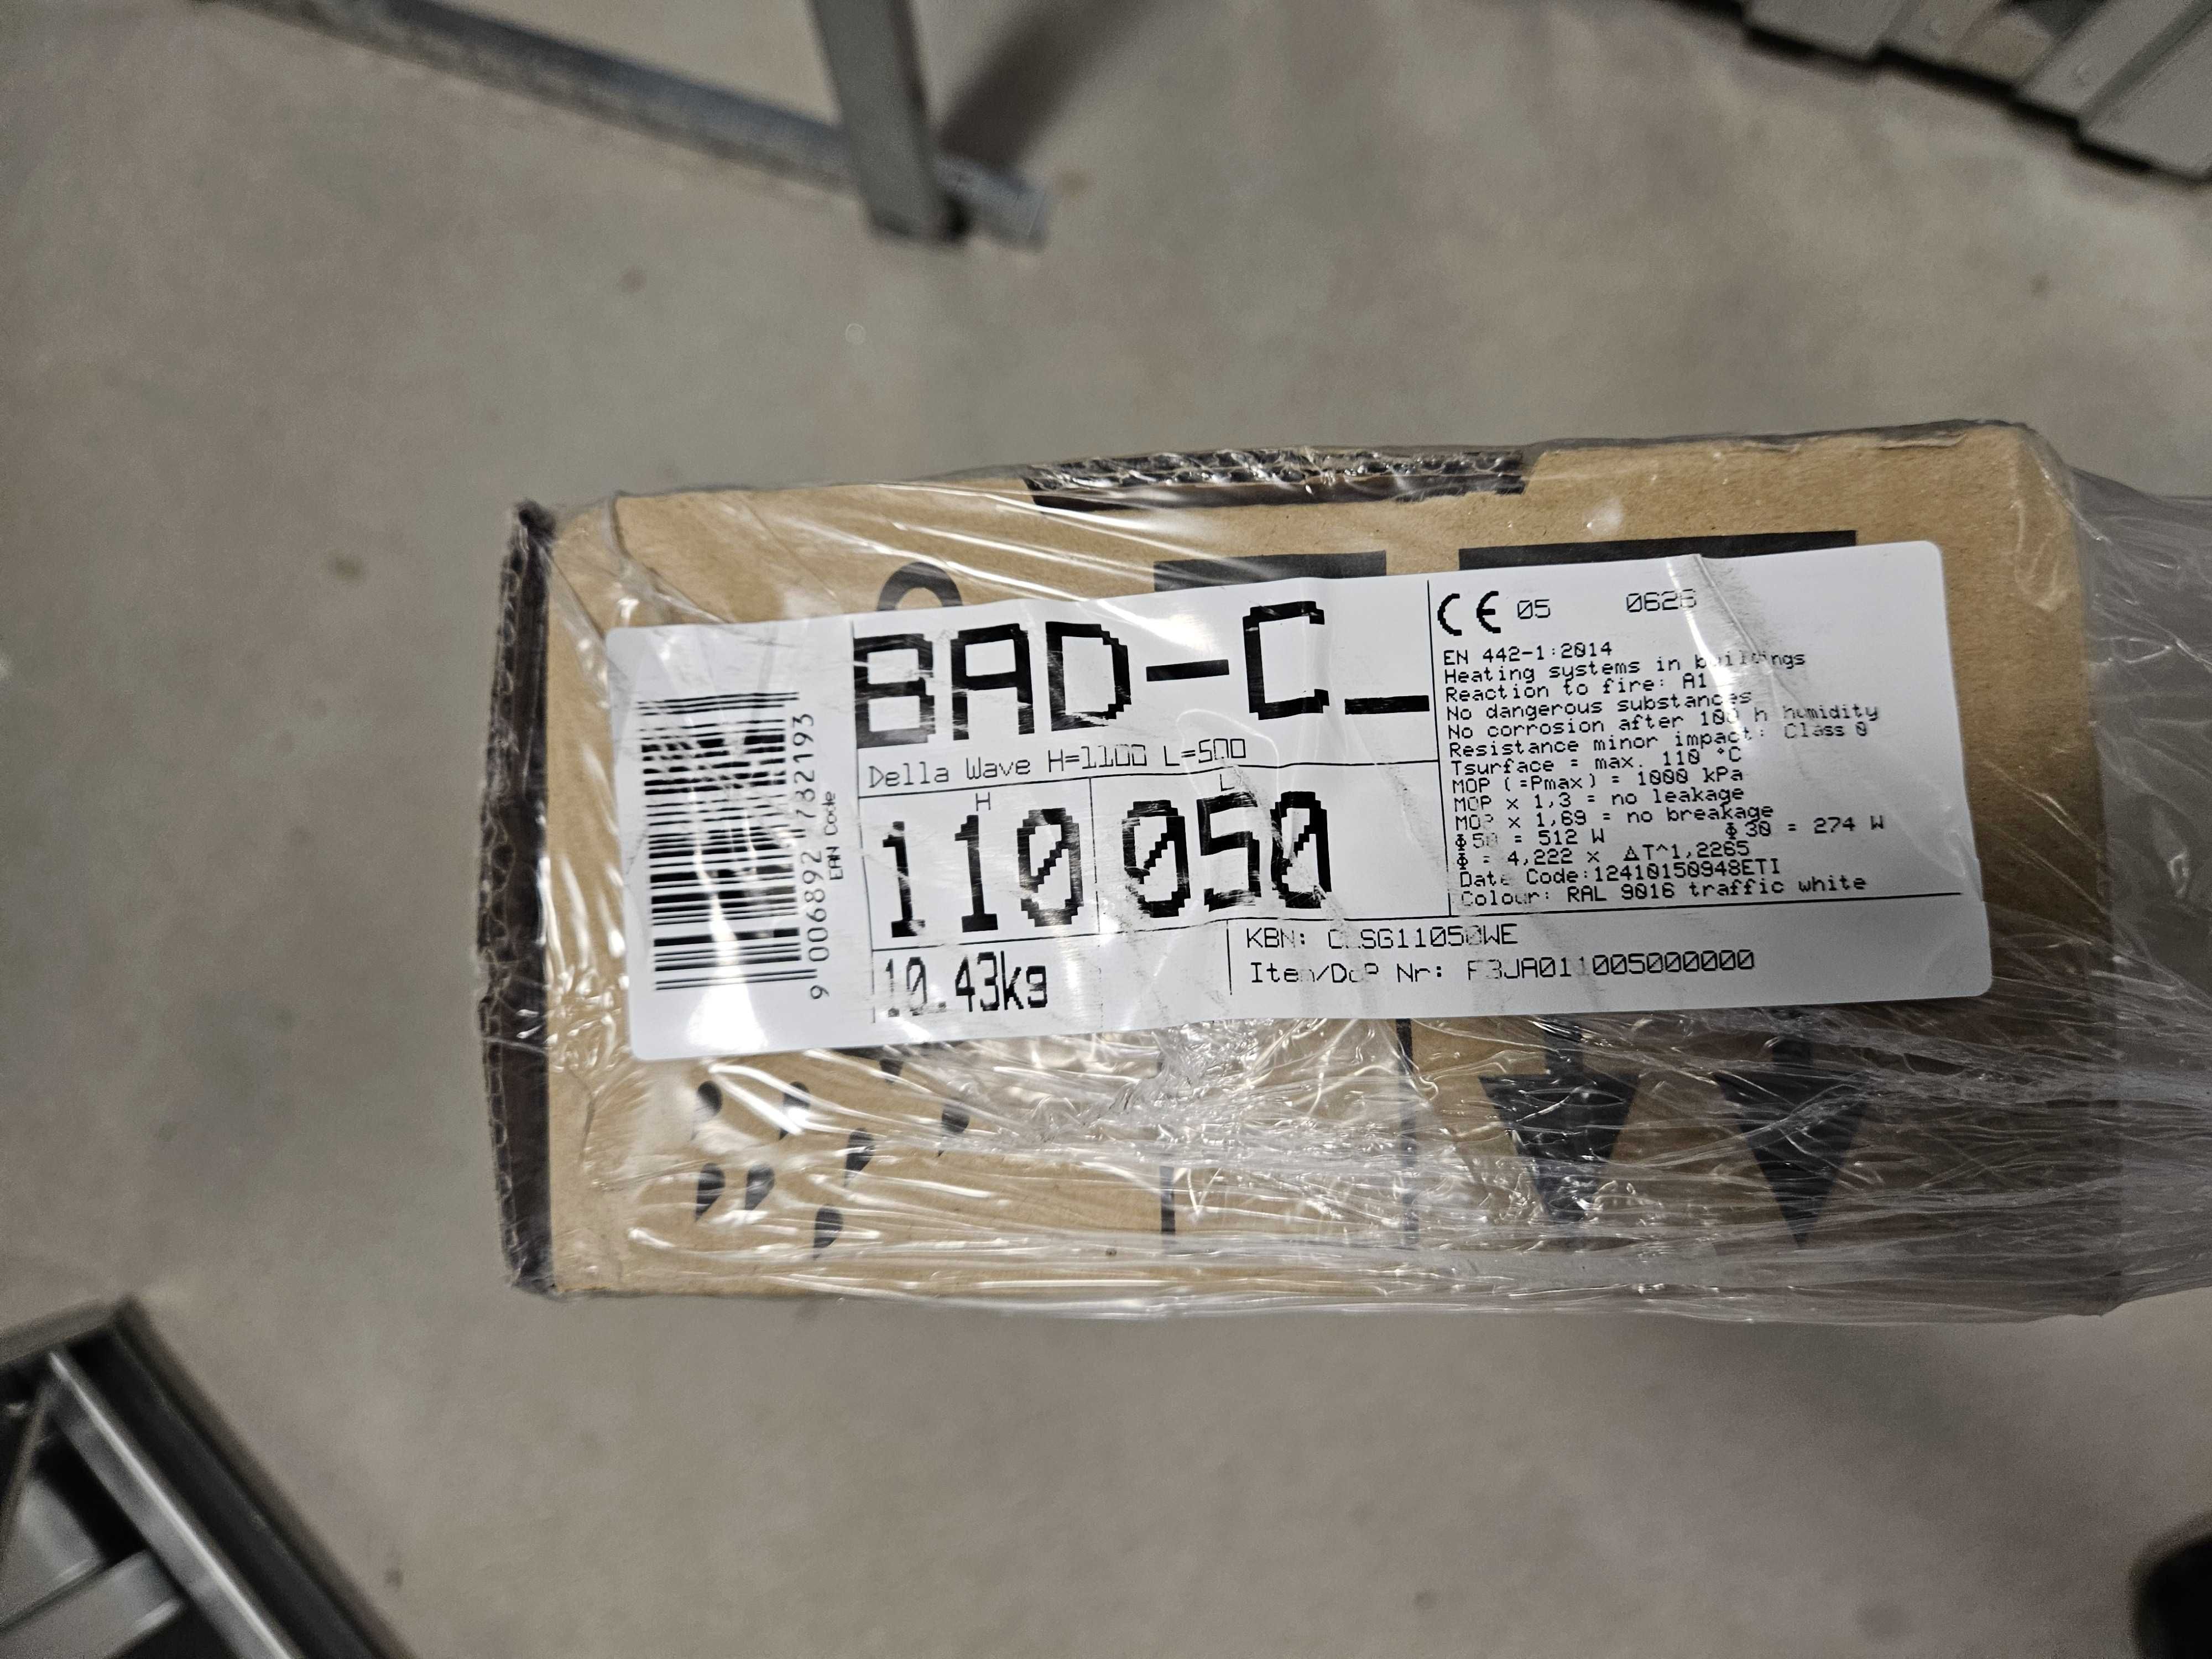 BAD-C_
Della Wave H=1100 L=500
H
110
L
050
10.43kg
9 006892 782193
EAN Code
CE 05 0626
EN 442-1:2014
Heating systems in buildings
Reaction to fire: A1
No dangerous substances
No corrosion after 100 h humidity
Resistance minor impact: Class 0
Tsurface = max. 110 °C
MOP (=Pmax) = 1000 kPa
MOP x 1,3 = no leakage
MOP x 1,69 = no breakage
Φ50 = 512 W Φ30 = 274 W
Φ = 4,222 x ΔT^1,2265
Date Code:12410150948ETI
Colour: RAL 9016 traffic white
KBN:
Item/DoP Nr: F3JA011005000000